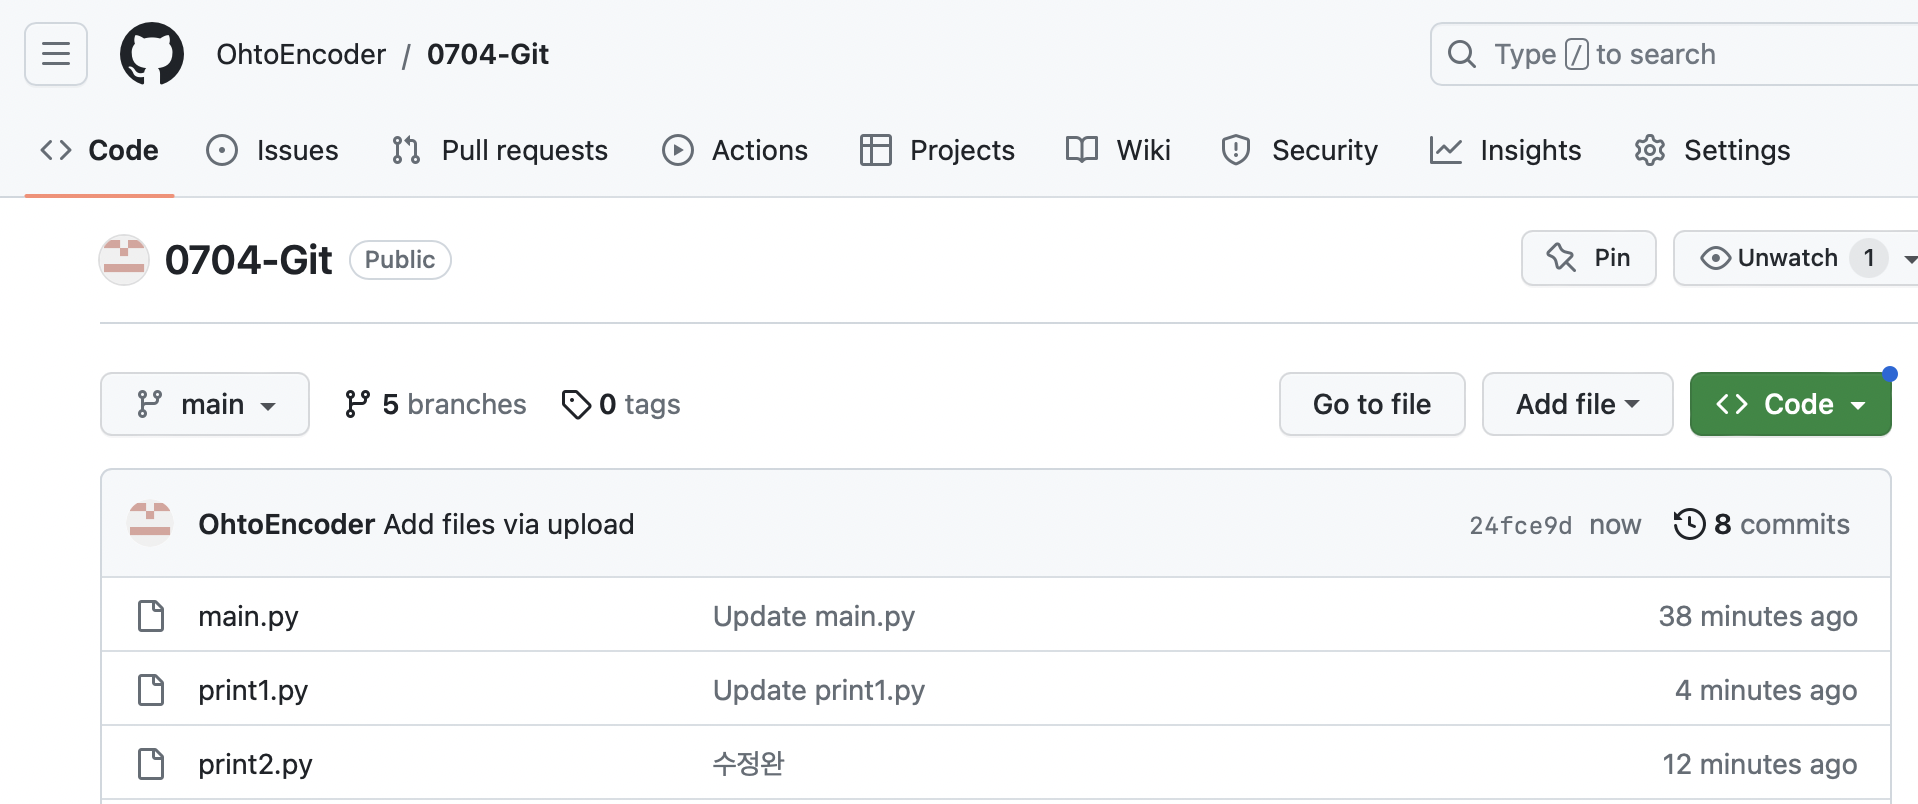 OhtoEncoder / 0704-Git
Type / to search
Code Issues Pull requests Actions Projects Wiki Security Insights Settings
0704-Git Public
Pin Unwatch 1
main 5 branches 0 tags Go to file Add file Code
OhtoEncoder Add files via upload 24fce9d now 8 commits
main.py Update main.py 38 minutes ago
print1.py Update print1.py 4 minutes ago
print2.py 수정완 12 minutes ago